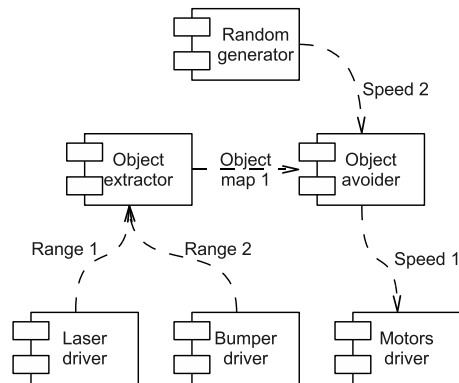 Random
generator
Speed 2
Object
extractor
Object
map 1
Object
avoider
Range 1
Range 2
Speed 1
Laser
driver
Bumper
driver
Motors
driver